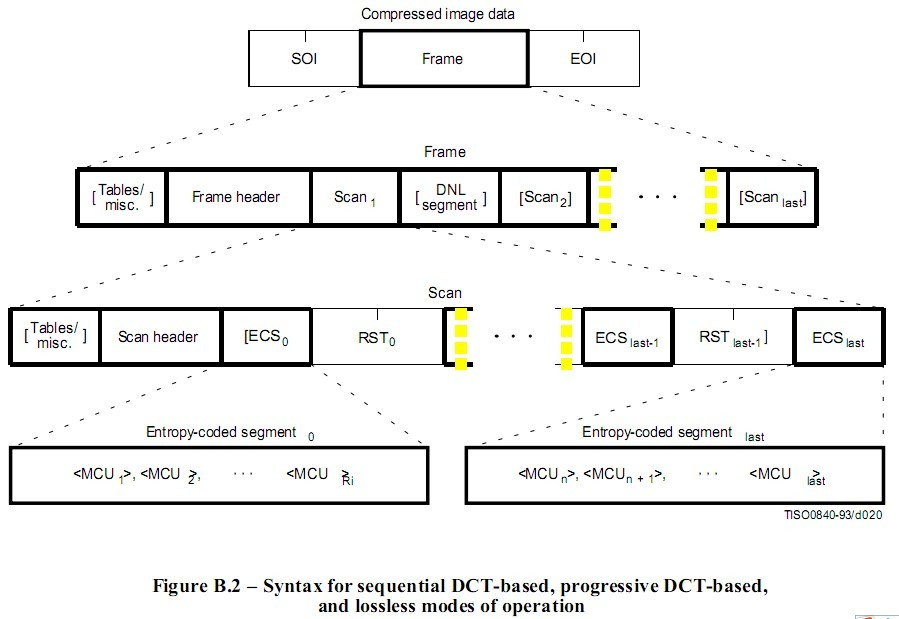 Compressed image data
SOI Frame EOI
Frame
[ Tables/ misc. ] Frame header Scan 1 [ DNL segment ] [Scan 2] · · · [Scan last]
Scan
[ Tables/ misc. ] Scan header [ECS 0 RST 0 · · · ECS last-1 RST last-1 ] ECS last
Entropy-coded segment 0 Entropy-coded segment last
<MCU 1>, <MCU 2>, · · · <MCU Ri> <MCU n>, <MCU n + 1>, · · · <MCU last>
TISO0840-93/d020
Figure B.2 – Syntax for sequential DCT-based, progressive DCT-based,
and lossless modes of operation